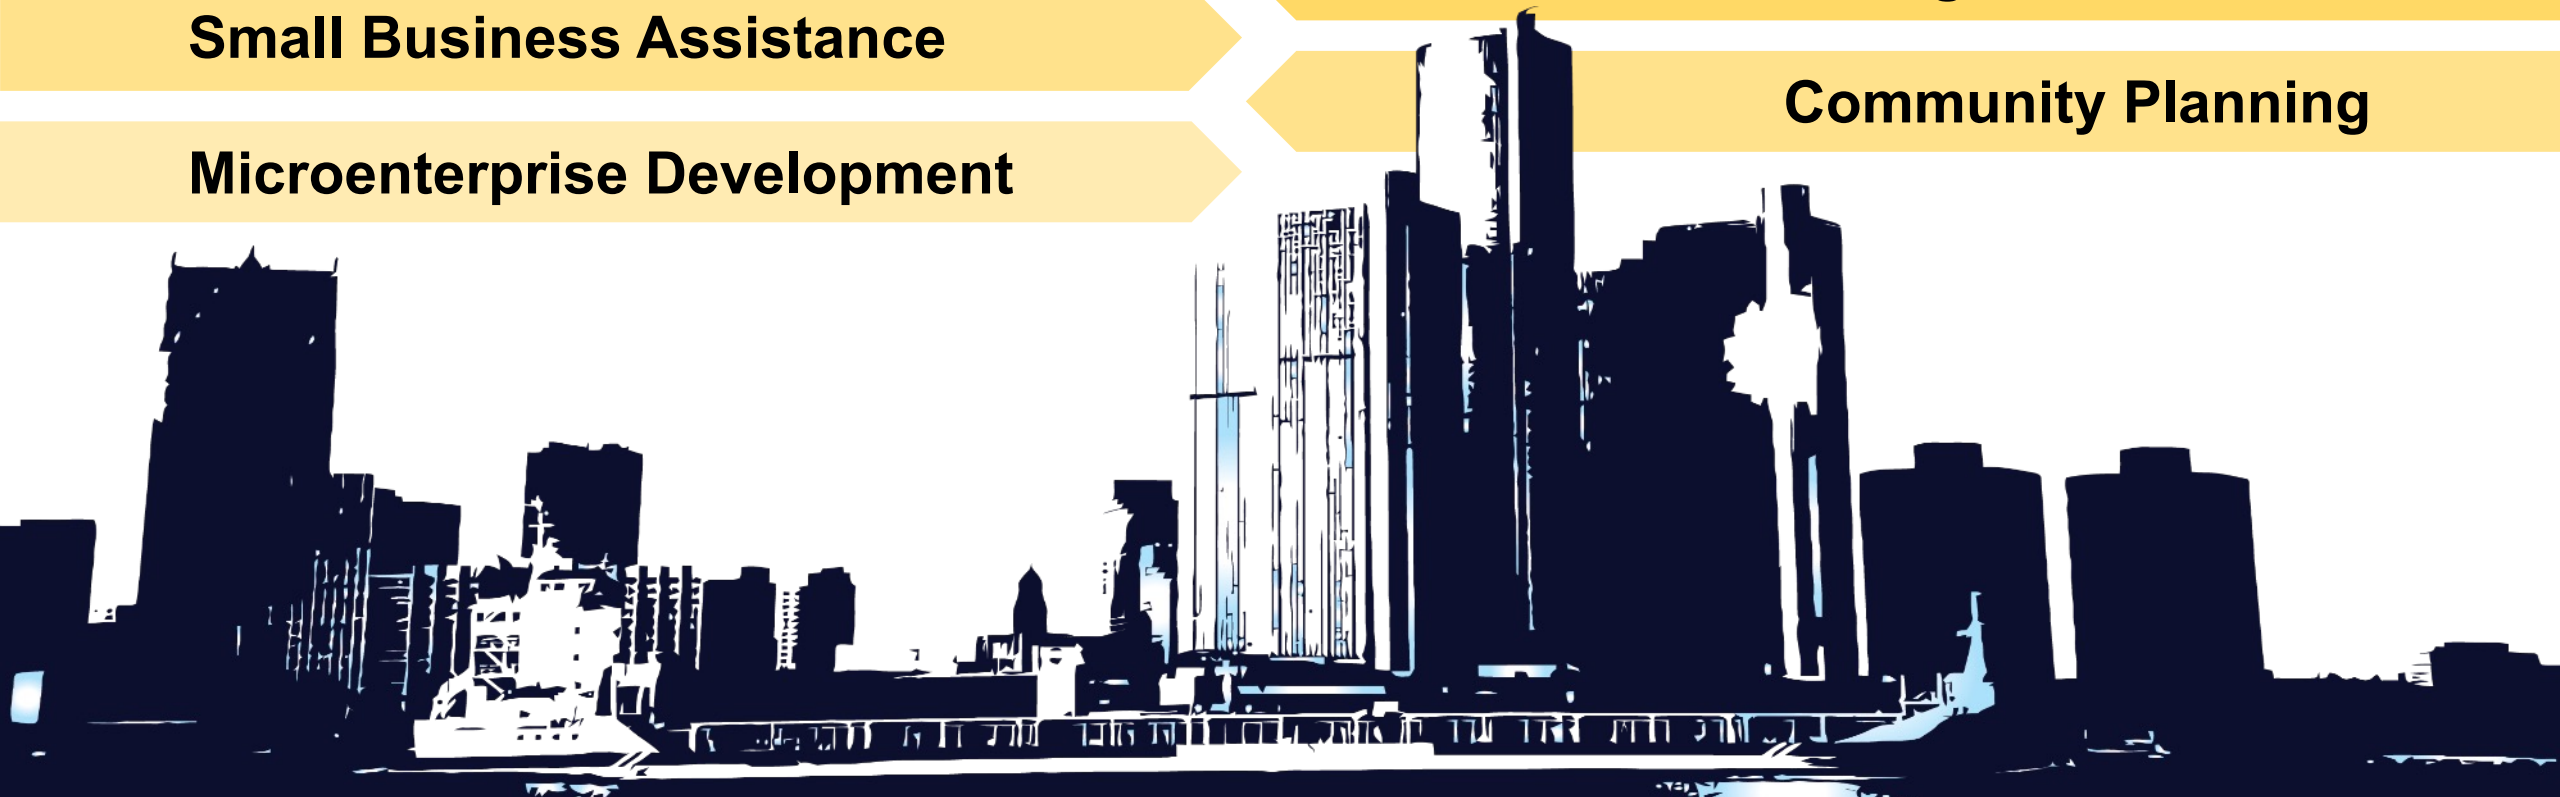 Small Business Assistance
Community Planning
Microenterprise Development